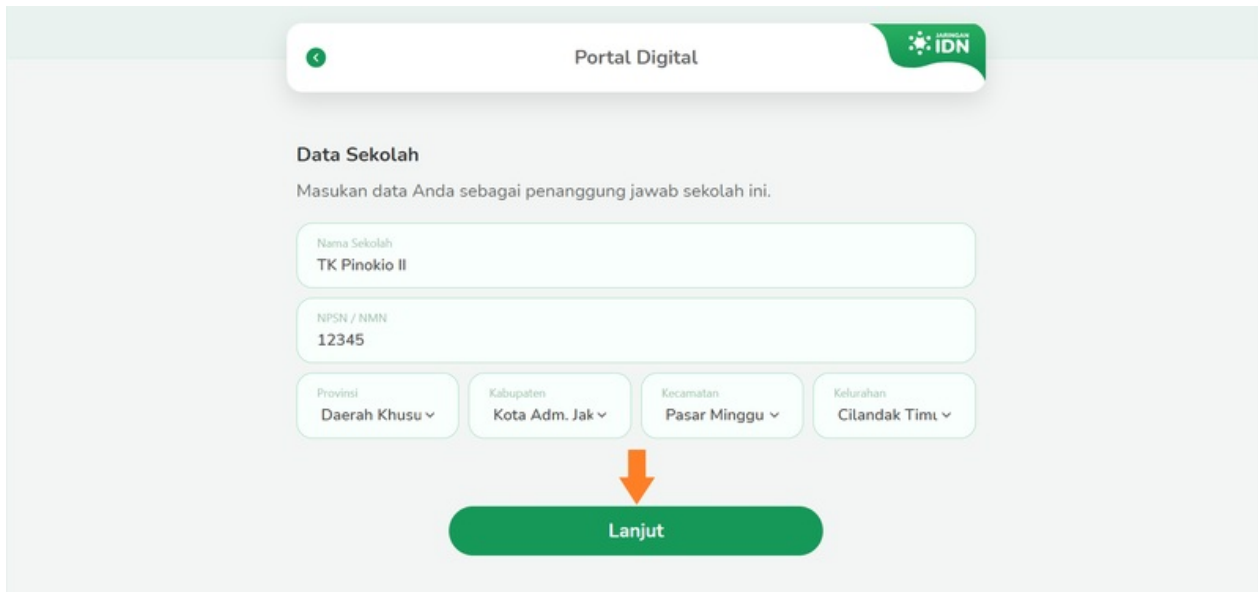 JARINGAN
IDN
Portal Digital
Data Sekolah
Masukan data Anda sebagai penanggung jawab sekolah ini.
Nama Sekolah
TK Pinokio II
NPSN / NMN
12345
Provinsi
Daerah Khusu
Kabupaten
Kota Adm. Jak
Kecamatan
Pasar Minggu
Kelurahan
Cilandak Timu
Lanjut